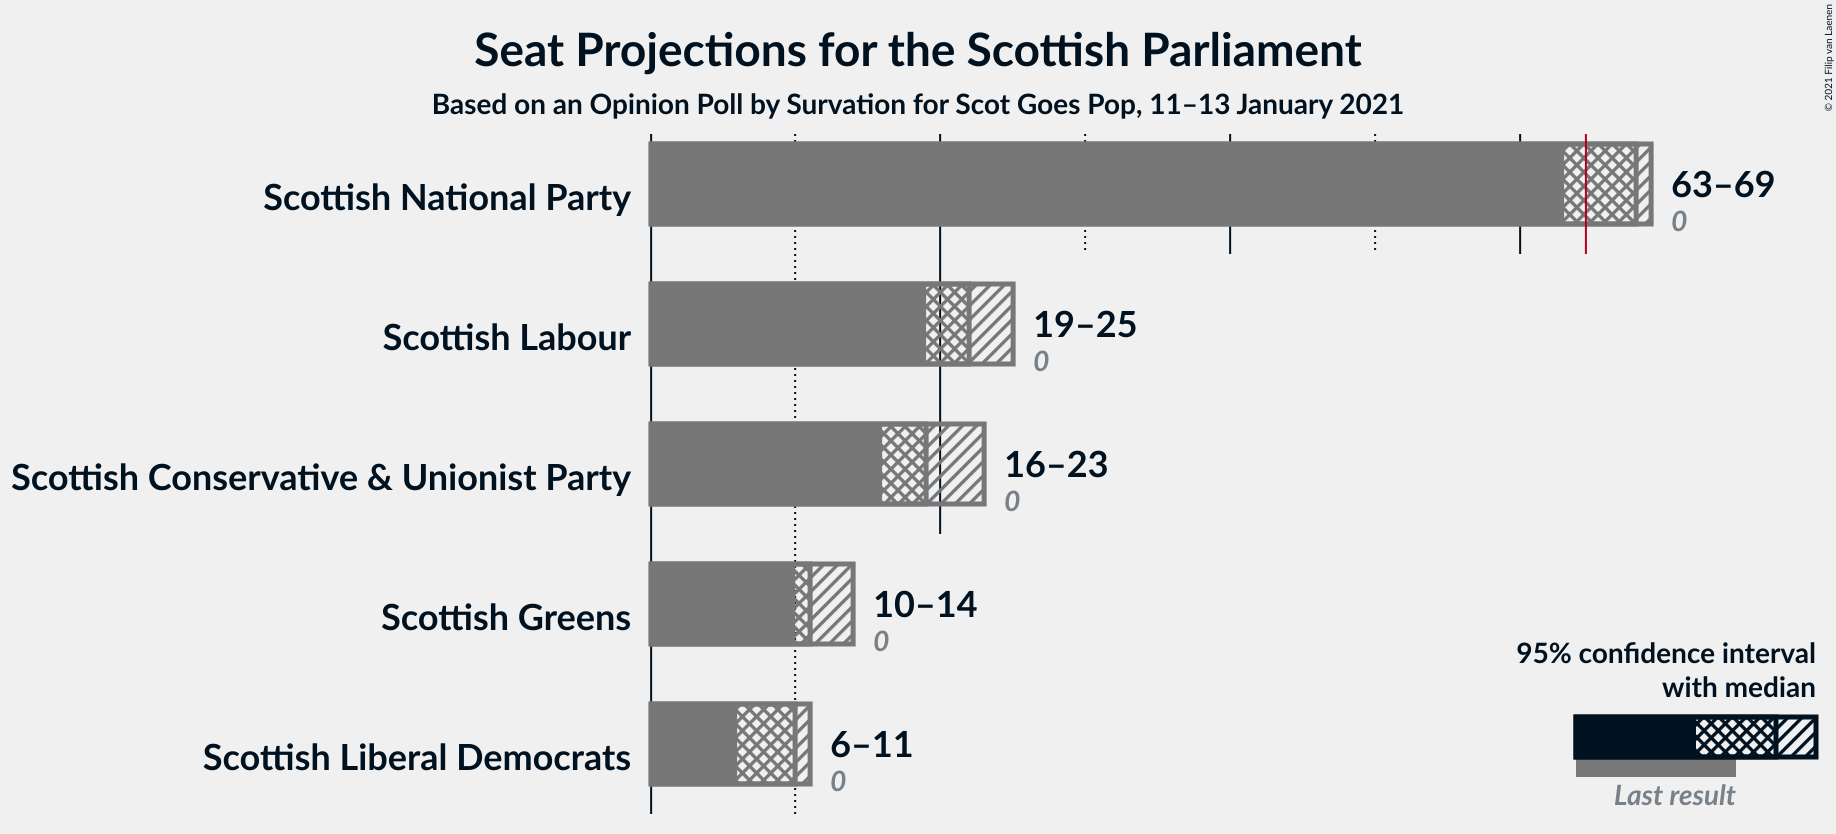 Seat Projections for the Scottish Parliament
Based on an Opinion Poll by Survation for Scot Goes Pop, 11–13 January 2021
© 2021 Filip van Laenen
Scottish National Party
63–69
0
Scottish Labour
19–25
0
Scottish Conservative & Unionist Party
16–23
0
Scottish Greens
10–14
0
Scottish Liberal Democrats
6–11
0
95% confidence interval
with median
Last result